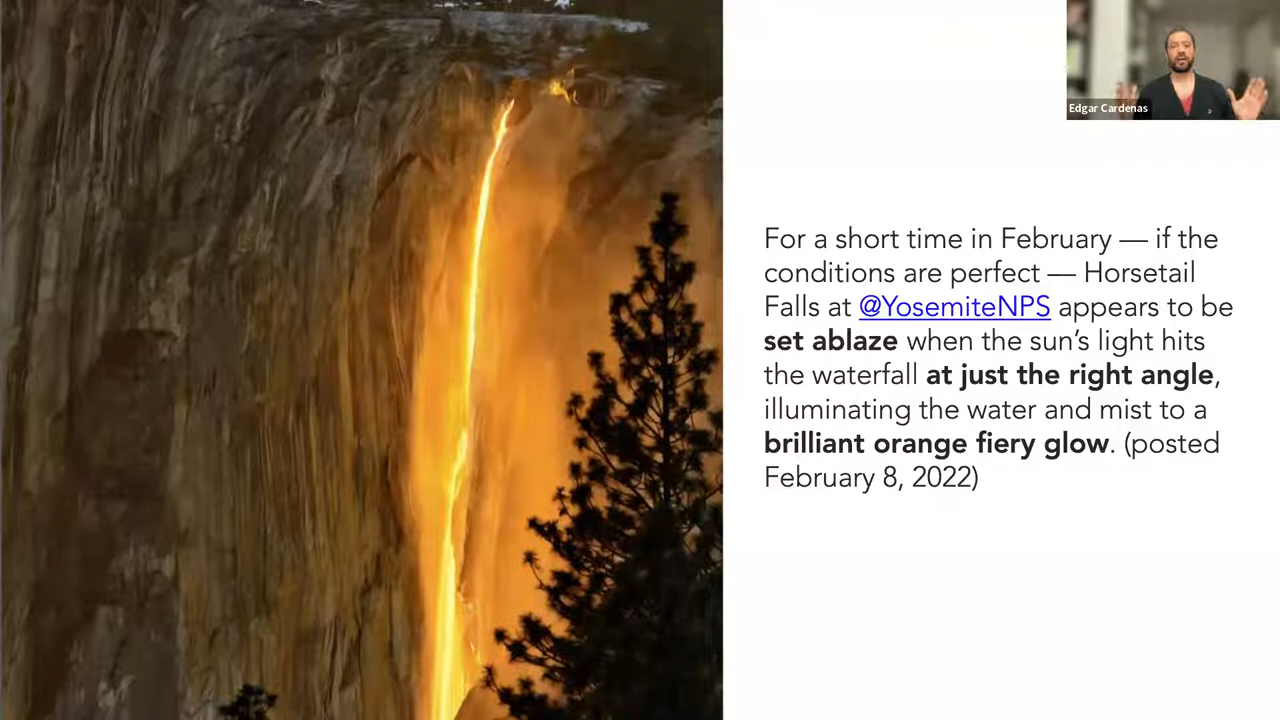 Edgar Cardenas
For a short time in February — if the
conditions are perfect — Horsetail
Falls at @YosemiteNPS appears to be
set ablaze when the sun’s light hits
the waterfall at just the right angle,
illuminating the water and mist to a
brilliant orange fiery glow. (posted
February 8, 2022)